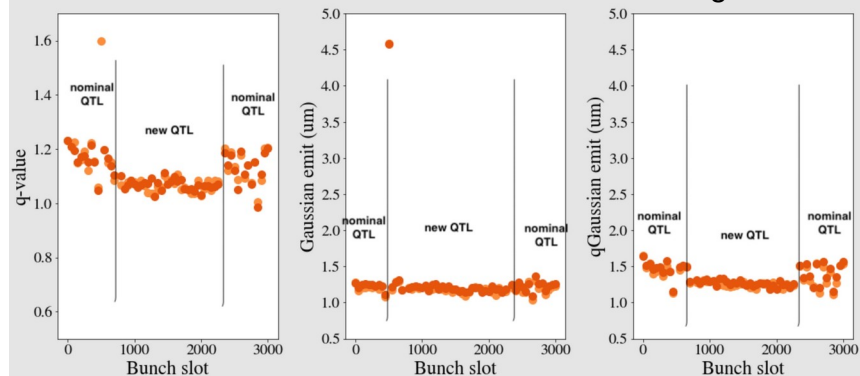 q-value
1.6
1.4
1.2
1.0
0.8
0.6
nominal
QTL
new QTL
nominal
QTL
0
1000
2000
3000
Bunch slot
Gaussian emit (um)
5.0
4.5
4.0
3.5
3.0
2.5
2.0
1.5
1.0
0.5
nominal
QTL
new QTL
nominal
QTL
0
1000
2000
3000
Bunch slot
qGaussian emit (um)
5.0
4.5
4.0
3.5
3.0
2.5
2.0
1.5
1.0
0.5
nominal
QTL
new QTL
nominal
QTL
0
1000
2000
3000
Bunch slot